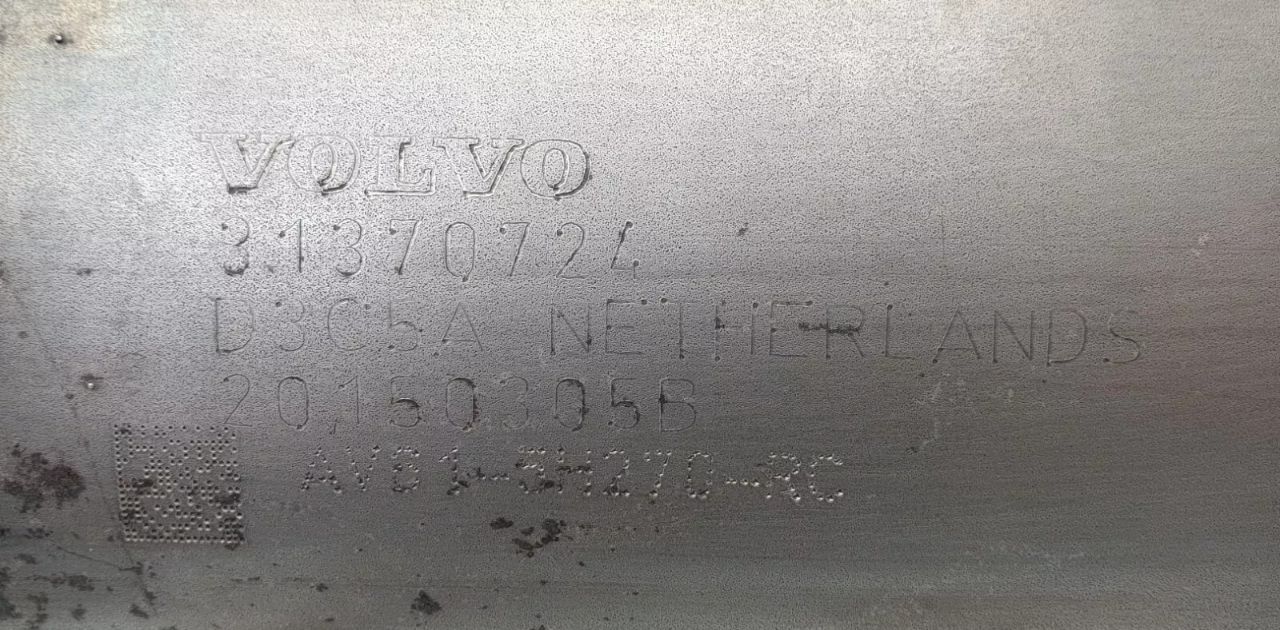 VOLVO
31370724
D3C5A NETHERLANDS
20150305B
AV61-5H270-RC